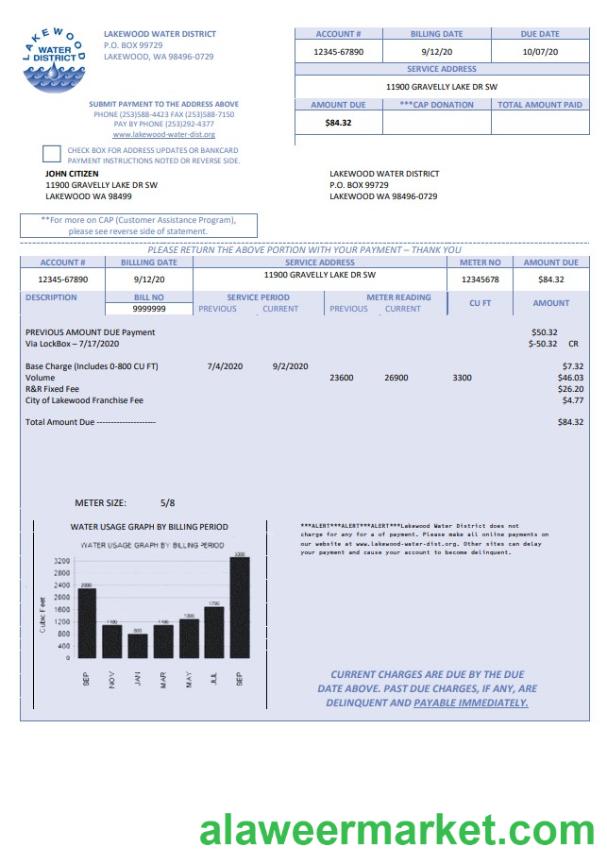 LAKEWOOD
WATER
DISTRICT
LAKEWOOD WATER DISTRICT
P.O. BOX 99729
LAKEWOOD, WA 98496-0729
SUBMIT PAYMENT TO THE ADDRESS ABOVE
PHONE (253)588-4423 FAX (253)588-7150
PAY BY PHONE (253)292-4377
www.lakewood-water-dist.org
CHECK BOX FOR ADDRESS UPDATES OR BANKCARD
PAYMENT INSTRUCTIONS NOTED OR REVERSE SIDE.
ACCOUNT # BILLING DATE DUE DATE
12345-67890 9/12/20 10/07/20
SERVICE ADDRESS
11900 GRAVELLY LAKE DR SW
AMOUNT DUE ***CAP DONATION TOTAL AMOUNT PAID
$84.32
JOHN CITIZEN
11900 GRAVELLY LAKE DR SW
LAKEWOOD WA 98499
LAKEWOOD WATER DISTRICT
P.O. BOX 99729
LAKEWOOD WA 98496-0729
**For more on CAP (Customer Assistance Program),
please see reverse side of statement.
PLEASE RETURN THE ABOVE PORTION WITH YOUR PAYMENT – THANK YOU
ACCOUNT # BILLLING DATE SERVICE ADDRESS METER NO AMOUNT DUE
12345-67890 9/12/20 11900 GRAVELLY LAKE DR SW 12345678 $84.32
DESCRIPTION BILL NO SERVICE PERIOD METER READING CU FT AMOUNT
9999999 PREVIOUS CURRENT PREVIOUS CURRENT
PREVIOUS AMOUNT DUE Payment $50.32
Via LockBox – 7/17/2020 $-50.32 CR
Base Charge (Includes 0-800 CU FT) 7/4/2020 9/2/2020 $7.32
Volume 23600 26900 3300 $46.03
R&R Fixed Fee $26.20
City of Lakewood Franchise Fee $4.77
Total Amount Due -------------------- $84.32
METER SIZE: 5/8
WATER USAGE GRAPH BY BILLING PERIOD
WATER USAGE GRAPH BY BILLING PERIOD
Cubic Feet
3200
2800
2400
2000
1600
1200
800
400
0
SEP NOV JAN MAR MAY JUL SEP
***ALERT***ALERT***ALERT***Lakewood Water District does not
charge for any for a of payment. Please make all online payments on
our website at www.lakewood-water-dist.org. Other sites can delay
your payment and cause your account to become delinquent.
CURRENT CHARGES ARE DUE BY THE DUE
DATE ABOVE. PAST DUE CHARGES, IF ANY, ARE
DELINQUENT AND PAYABLE IMMEDIATELY.
alaweermarket.com